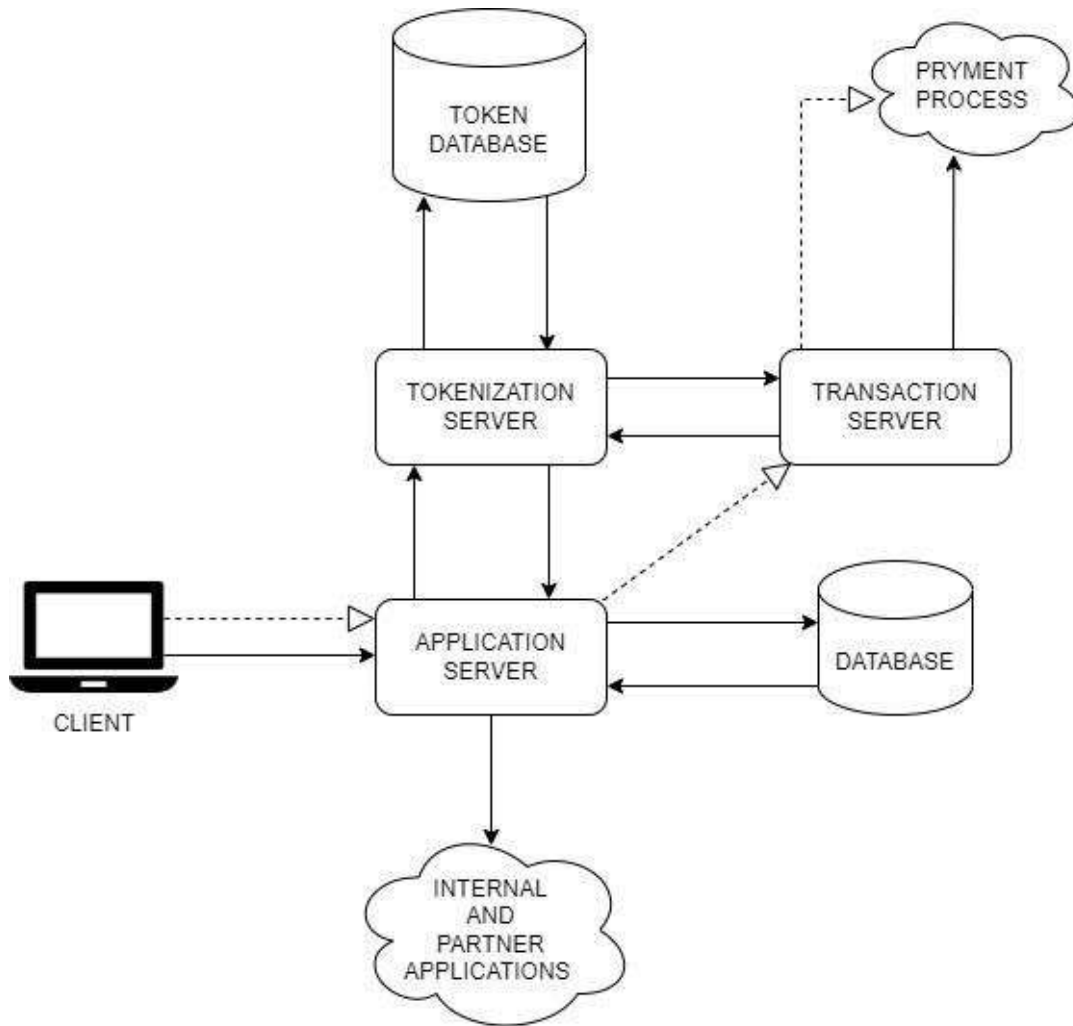 TOKEN
DATABASE
PRYMENT
PROCESS
TOKENIZATION
SERVER
TRANSACTION
SERVER
CLIENT
APPLICATION
SERVER
DATABASE
INTERNAL
AND
PARTNER
APPLICATIONS